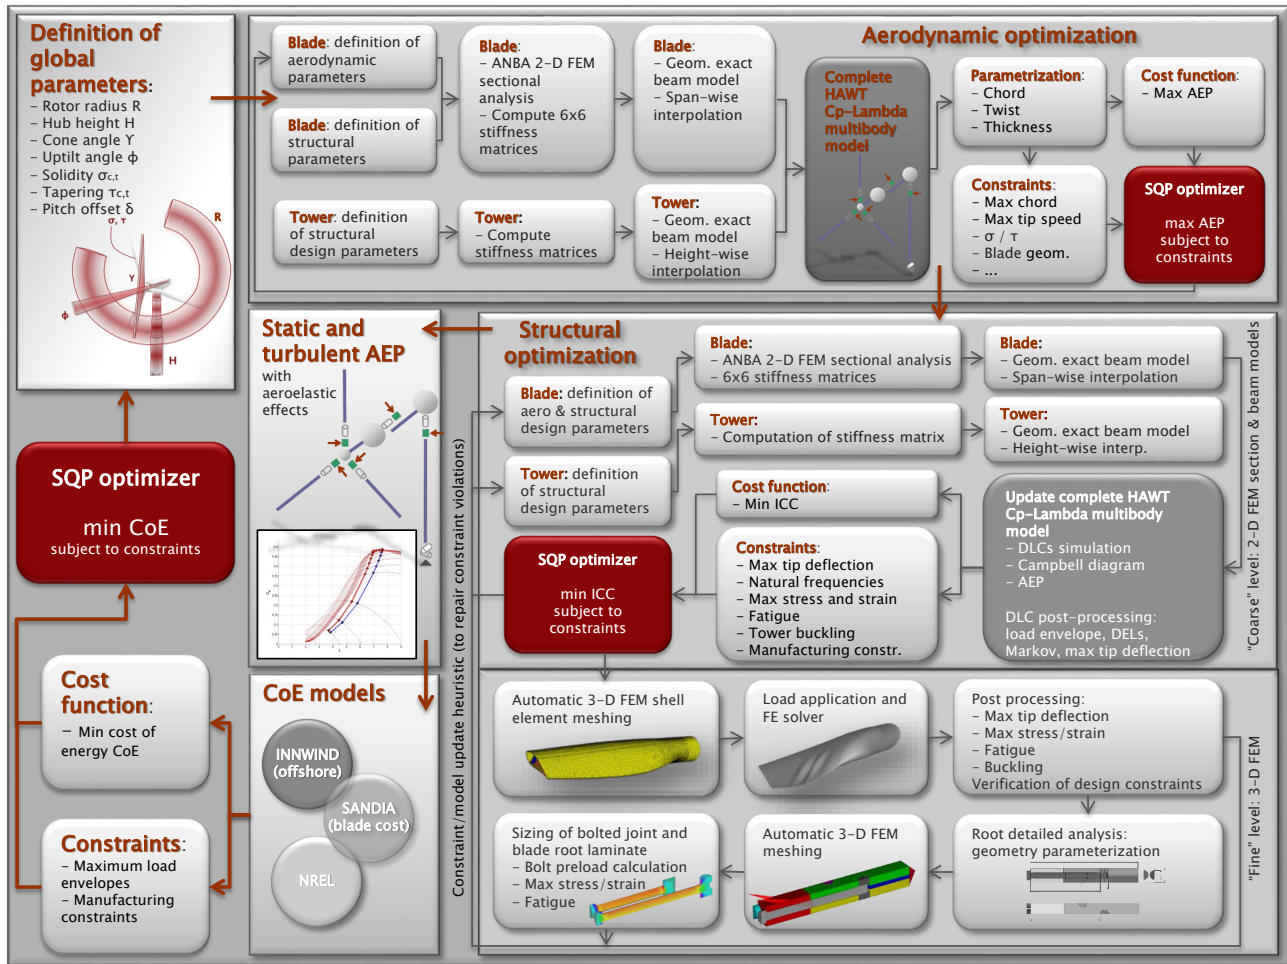 Definition of
global
parameters:
– Rotor radius R
– Hub height H
– Cone angle ϒ
– Uptilt angle ϕ
– Solidity σc,t
– Tapering τc,t
– Pitch offset δ
σ, τ
R
ϒ
ϕ
H
Aerodynamic optimization
Blade: definition of
aerodynamic
parameters
Blade: definition of
structural
parameters
Blade:
– ANBA 2-D FEM
sectional
analysis
– Compute 6x6
stiffness
matrices
Blade:
– Geom. exact
beam model
– Span-wise
interpolation
Tower: definition
of structural
design parameters
Tower:
– Compute
stiffness matrices
Tower:
– Geom. exact
beam model
– Height-wise
interpolation
Complete
HAWT
Cp-Lambda
multibody
model
Parametrization:
– Chord
– Twist
– Thickness
Cost function:
– Max AEP
Constraints:
– Max chord
– Max tip speed
– σ / τ
– Blade geom.
– ...
SQP optimizer
max AEP
subject to
constraints
Static and
turbulent AEP
with
aeroelastic
effects
Structural
optimization
Blade: definition of
aero & structural
design parameters
Tower: definition
of structural
design parameters
Blade:
– ANBA 2-D FEM sectional analysis
– 6x6 stiffness matrices
Blade:
– Geom. exact beam model
– Span-wise interpolation
Tower:
– Computation of stiffness matrix
Tower:
– Geom. exact beam model
– Height-wise interp.
Cost function:
– Min ICC
Constraints:
– Max tip deflection
– Natural frequencies
– Max stress and strain
– Fatigue
– Tower buckling
– Manufacturing constr.
Update complete HAWT
Cp-Lambda multibody
model
– DLCs simulation
– Campbell diagram
– AEP
DLC post-processing:
load envelope, DELs,
Markov, max tip deflection
SQP optimizer
min ICC
subject to
constraints
"Coarse" level: 2-D FEM section & beam models
Constraint/model update heuristic (to repair constraint violations)
SQP optimizer
min CoE
subject to constraints
Cost
function:
– Min cost of
energy CoE
Constraints:
– Maximum load
envelopes
– Manufacturing
constraints
CoE models
INNWIND
(offshore)
SANDIA
(blade cost)
NREL
Automatic 3-D FEM shell
element meshing
Load application and
FE solver
Post processing:
– Max tip deflection
– Max stress/strain
– Fatigue
– Buckling
Verification of design constraints
Sizing of bolted joint and
blade root laminate
– Bolt preload calculation
– Max stress/strain
– Fatigue
Automatic 3-D FEM
meshing
Root detailed analysis:
geometry parameterization
"Fine" level: 3-D FEM